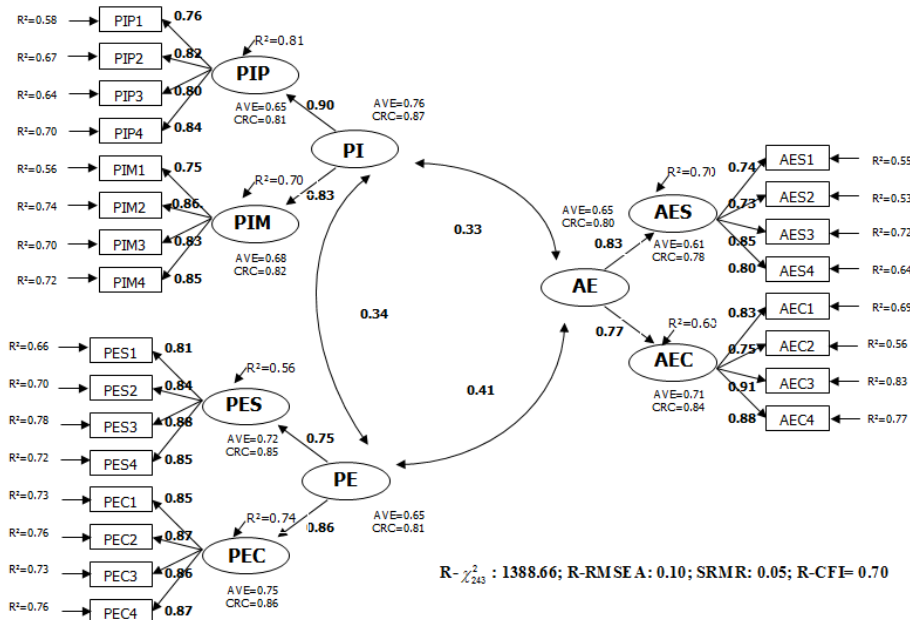 R²=0.58 PIP1 0.76
R²=0.67 PIP2 0.82
R²=0.64 PIP3 0.80
R²=0.70 PIP4 0.84
R²=0.81
PIP
AVE=0.65
CRC=0.81
0.90
AVE=0.76
CRC=0.87
PI
R²=0.56 PIM1 0.75
R²=0.74 PIM2 0.86
R²=0.70 PIM3 0.83
R²=0.72 PIM4 0.85
R²=0.70
PIM
AVE=0.68
CRC=0.82
0.83
0.33
0.34
0.41
AVE=0.65
CRC=0.80
AE
0.83
0.77
R²=0.70
AES
AVE=0.61
CRC=0.78
0.74 AES1 R²=0.55
0.73 AES2 R²=0.53
0.85 AES3 R²=0.72
0.80 AES4 R²=0.64
R²=0.60
AEC
AVE=0.71
CRC=0.84
0.83 AEC1 R²=0.69
0.75 AEC2 R²=0.56
0.91 AEC3 R²=0.83
0.88 AEC4 R²=0.77
R²=0.66 PES1 0.81
R²=0.70 PES2 0.84
R²=0.78 PES3 0.88
R²=0.72 PES4 0.85
R²=0.56
PES
AVE=0.72
CRC=0.85
0.75
PE
AVE=0.65
CRC=0.81
0.86
R²=0.73 PEC1 0.85
R²=0.76 PEC2 0.87
R²=0.73 PEC3 0.86
R²=0.76 PEC4 0.87
R²=0.74
PEC
AVE=0.75
CRC=0.86
R- χ²₂₄₃ : 1388.66; R-RMSEA: 0.10; SRMR: 0.05; R-CFI= 0.70